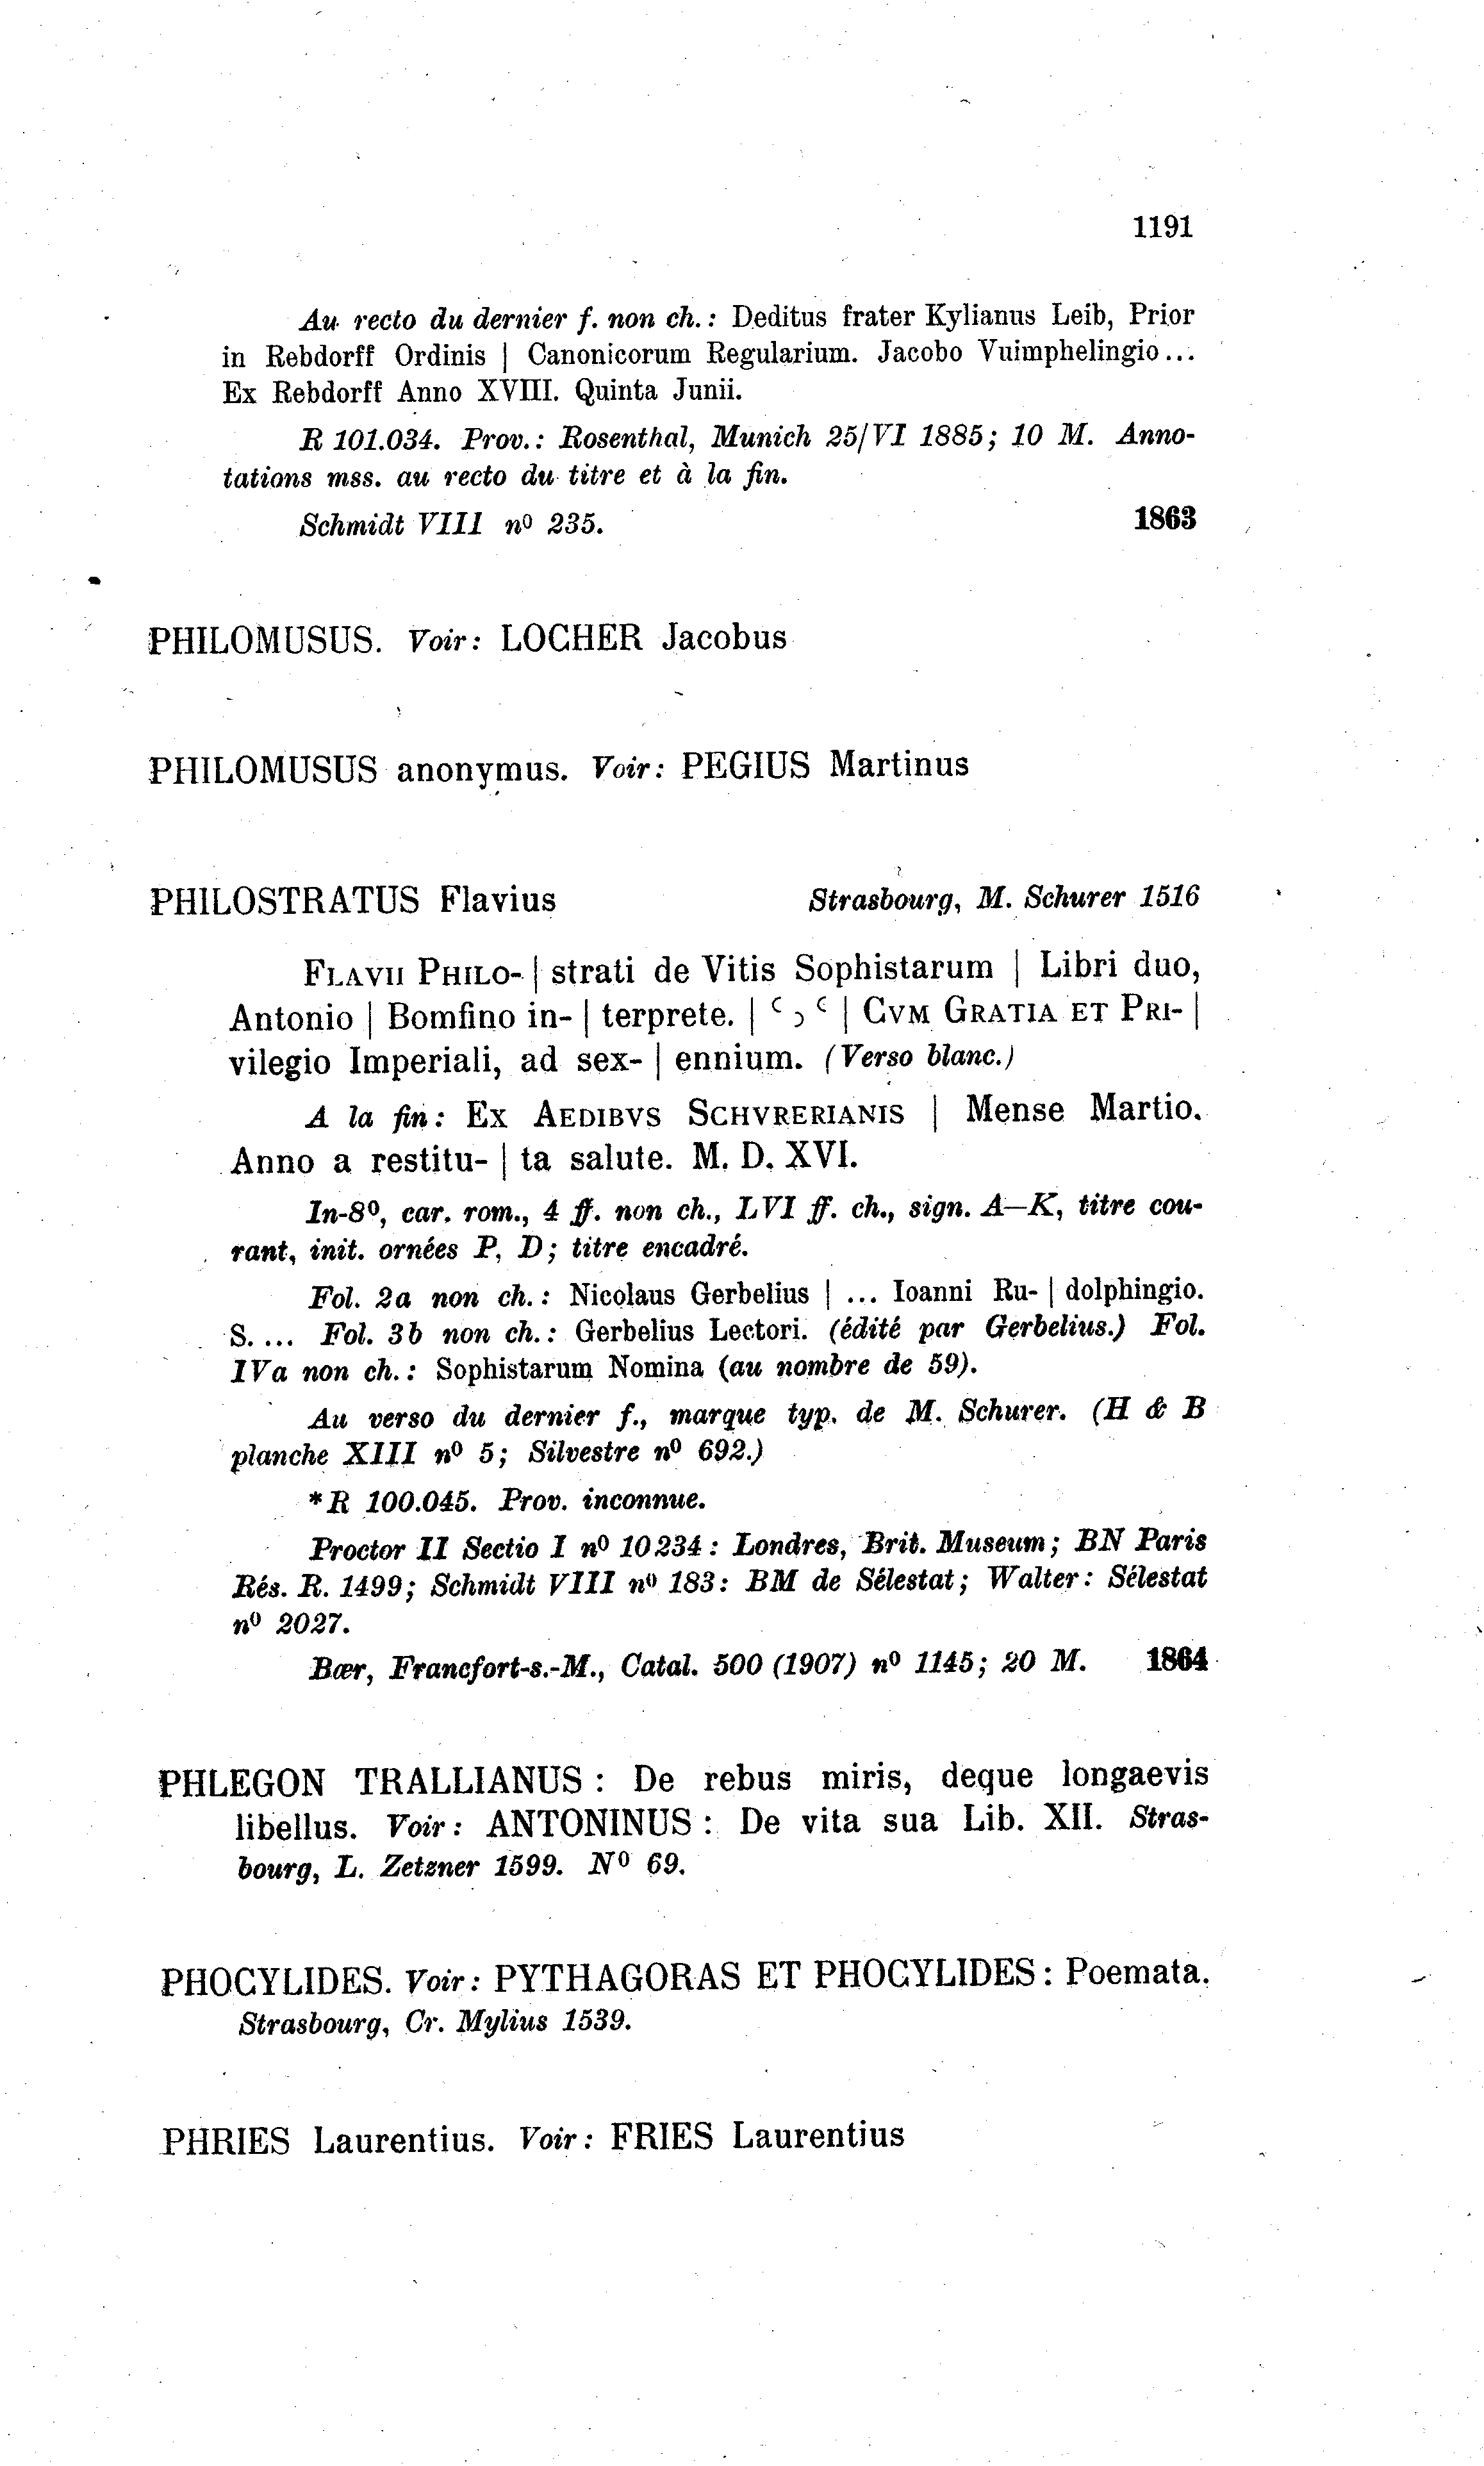 1191
Au recto du dernier f. non ch.: Deditus frater Kylianus Leib, Prior
in Rebdorff Ordinis | Canonicorum Regularium. Jacobo Vuimphelingio...
Ex Rebdorff Anno XVIII. Quinta Junii.
R 101.034. Prov.: Rosenthal, Munich 25/VI 1885; 10 M. Anno-
tations mss. au recto du titre et à la fin.
Schmidt VIII nº 235. 1863
PHILOMUSUS. Voir: LOCHER Jacobus
PHILOMUSUS anonymus. Voir: PEGIUS Martinus
PHILOSTRATUS Flavius Strasbourg, M. Schurer 1516
FLAVII PHILO- | strati de Vitis Sophistarum | Libri duo,
Antonio | Bomfino in- | terprete. | ʿ ɔ ʿ | CVM GRATIA ET PRI- |
vilegio Imperiali, ad sex- | ennium. (Verso blanc.)
A la fin: EX AEDIBVS SCHVRERIANIS | Mense Martio.
Anno a restitu- | ta salute. M. D. XVI.
In-8º, car. rom., 4 ff. non ch., LVI ff. ch., sign. A—K, titre cou-
rant, init. ornées P, D; titre encadré.
Fol. 2a non ch.: Nicolaus Gerbelius | ... Ioanni Ru- | dolphingio.
S.... Fol. 3b non ch.: Gerbelius Lectori. (édité par Gerbelius.) Fol.
IVa non ch.: Sophistarum Nomina (au nombre de 59).
Au verso du dernier f., marque typ. de M. Schurer. (H & B
planche XIII nº 5; Silvestre nº 692.)
*R 100.045. Prov. inconnue.
Proctor II Sectio I nº 10234: Londres, Brit. Museum; BN Paris
Rés. R. 1499; Schmidt VIII nº 183: BM de Sélestat; Walter: Sélestat
nº 2027.
Bær, Francfort-s.-M., Catal. 500 (1907) nº 1145; 20 M. 1864
PHLEGON TRALLIANUS: De rebus miris, deque longaevis
libellus. Voir: ANTONINUS: De vita sua Lib. XII. Stras-
bourg, L. Zetzner 1599. Nº 69.
PHOCYLIDES. Voir: PYTHAGORAS ET PHOCYLIDES: Poemata.
Strasbourg, Cr. Mylius 1539.
PHRIES Laurentius. Voir: FRIES Laurentius